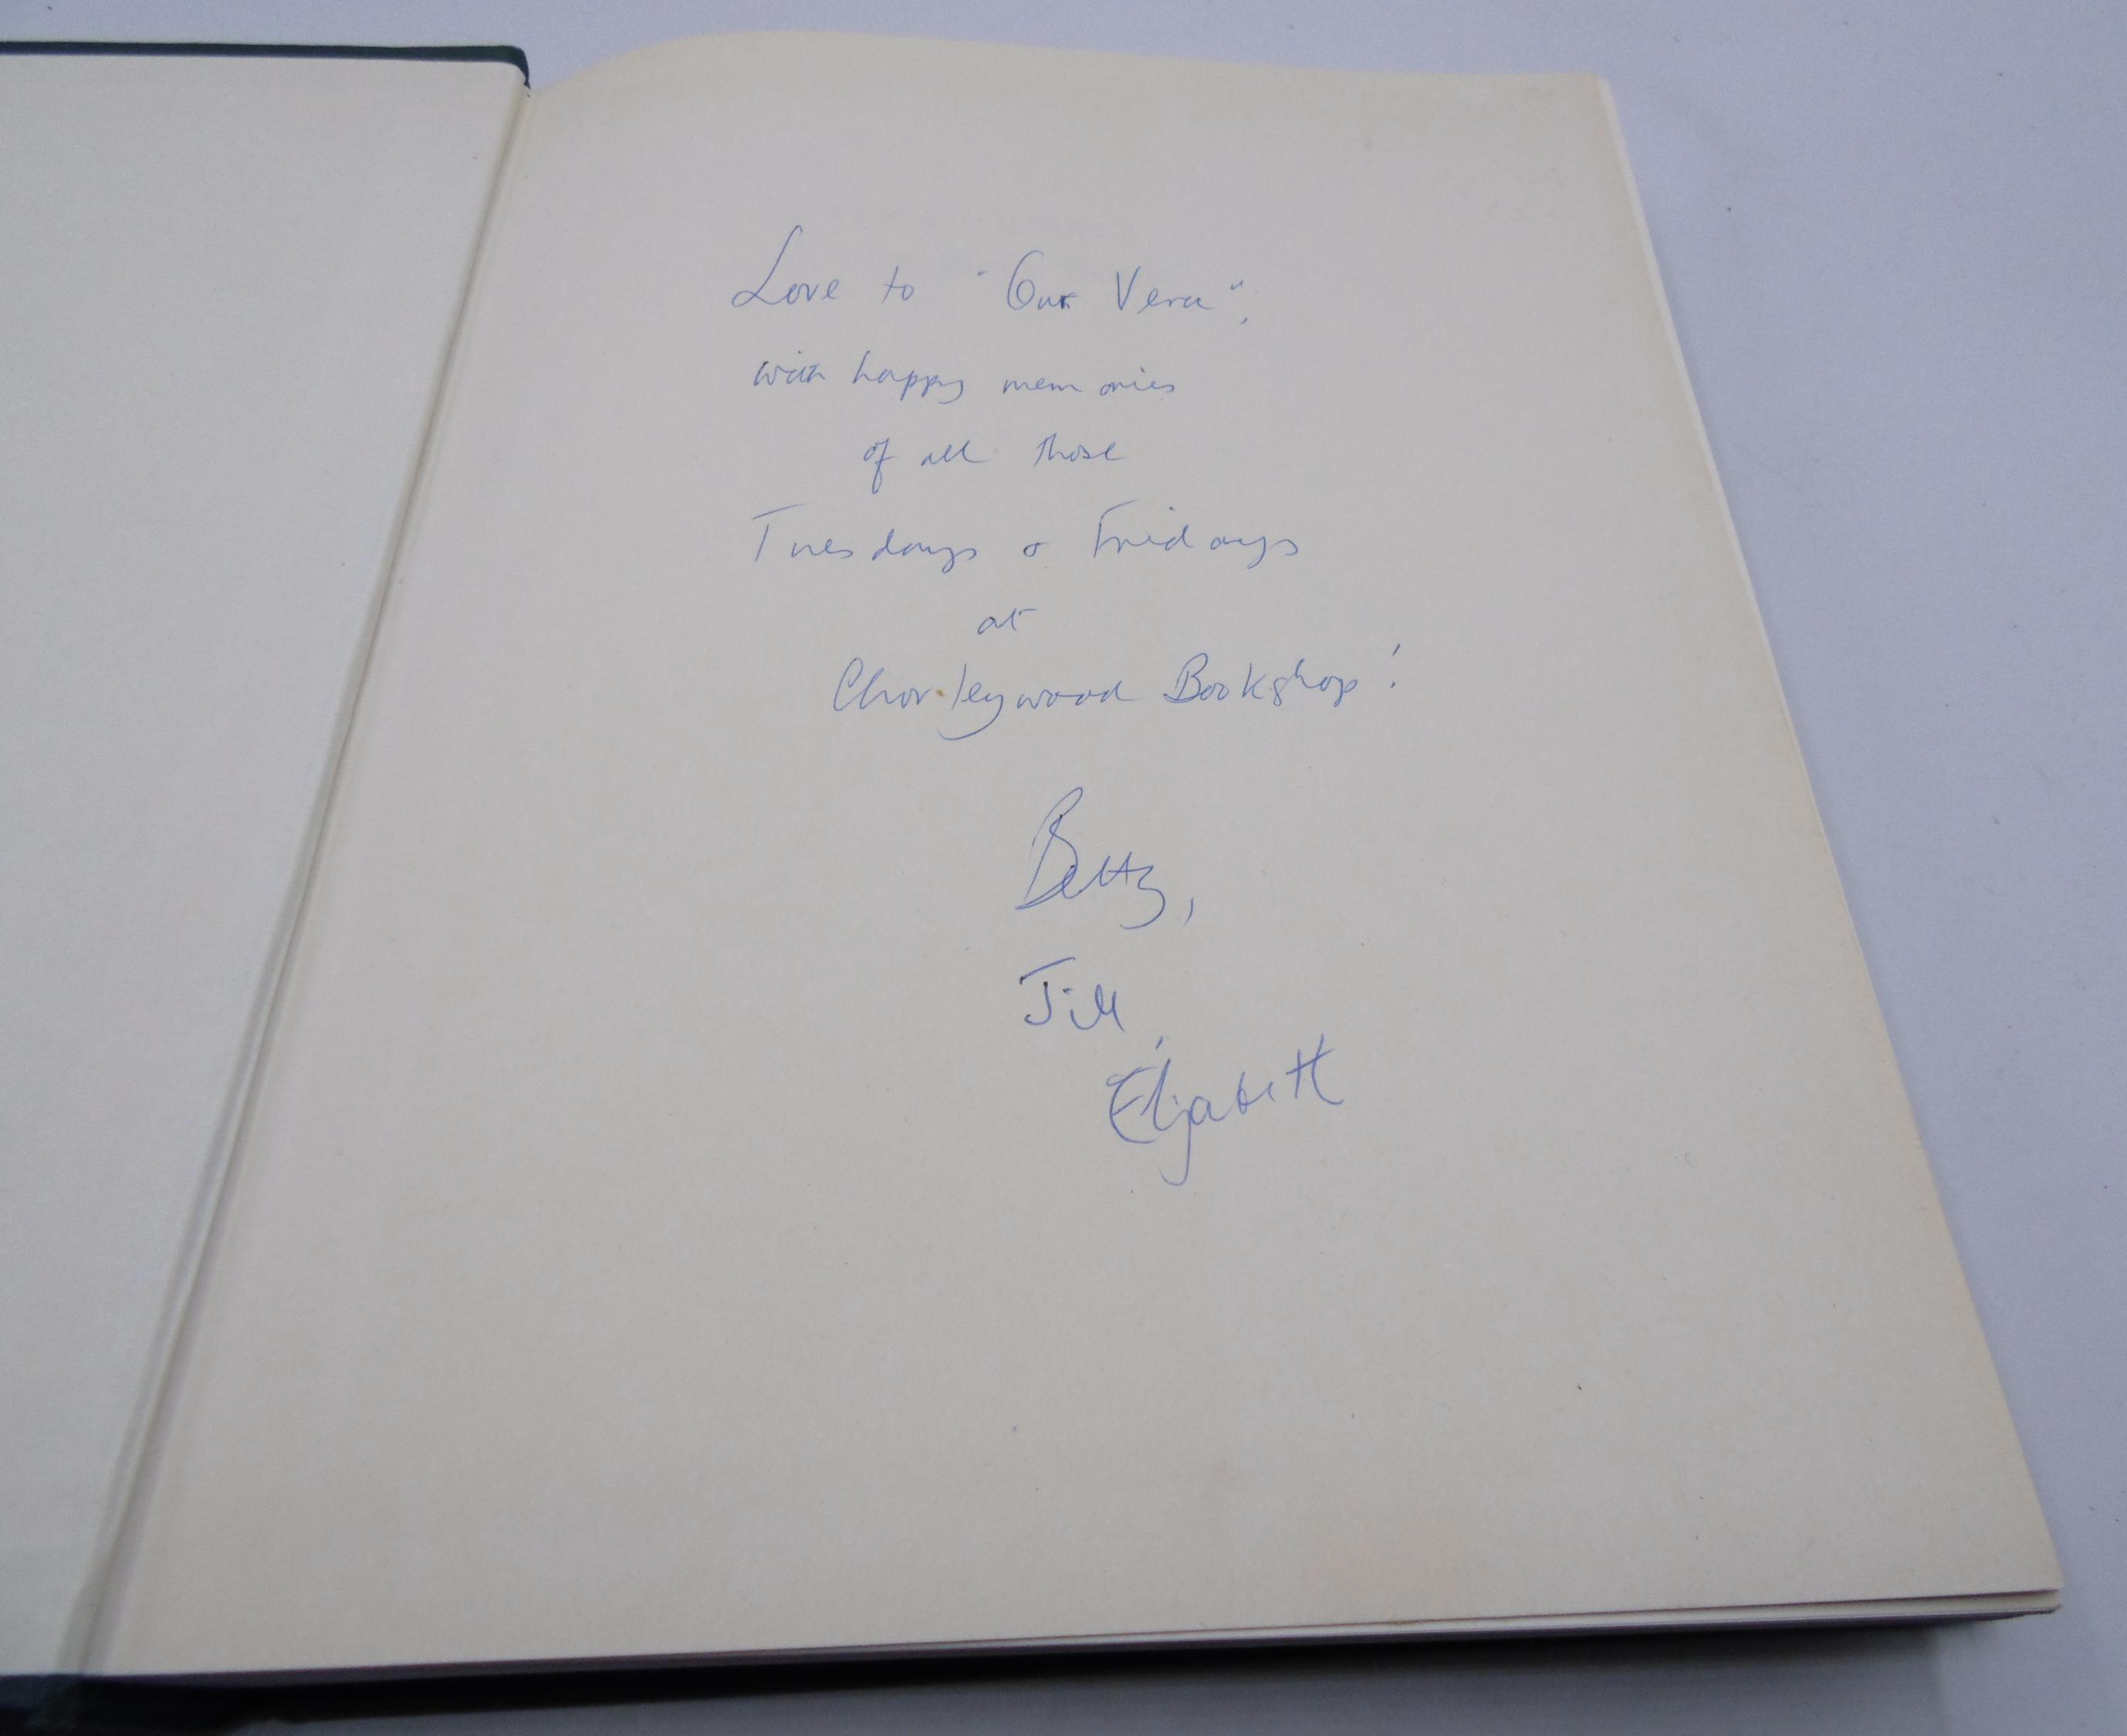 Love to "Our Vera",
with happy memories
of all those
Tuesdays & Fridays
at
Chorleywood Bookshop!
Betty,
Jill,
Elizabeth